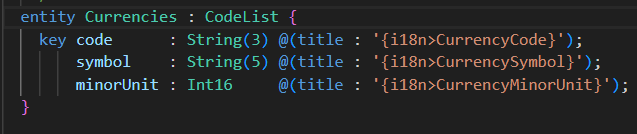 entity Currencies : CodeList {
  key code      : String(3) @(title : '{i18n>CurrencyCode}');
      symbol    : String(5) @(title : '{i18n>CurrencySymbol}');
      minorUnit : Int16     @(title : '{i18n>CurrencyMinorUnit}');
}